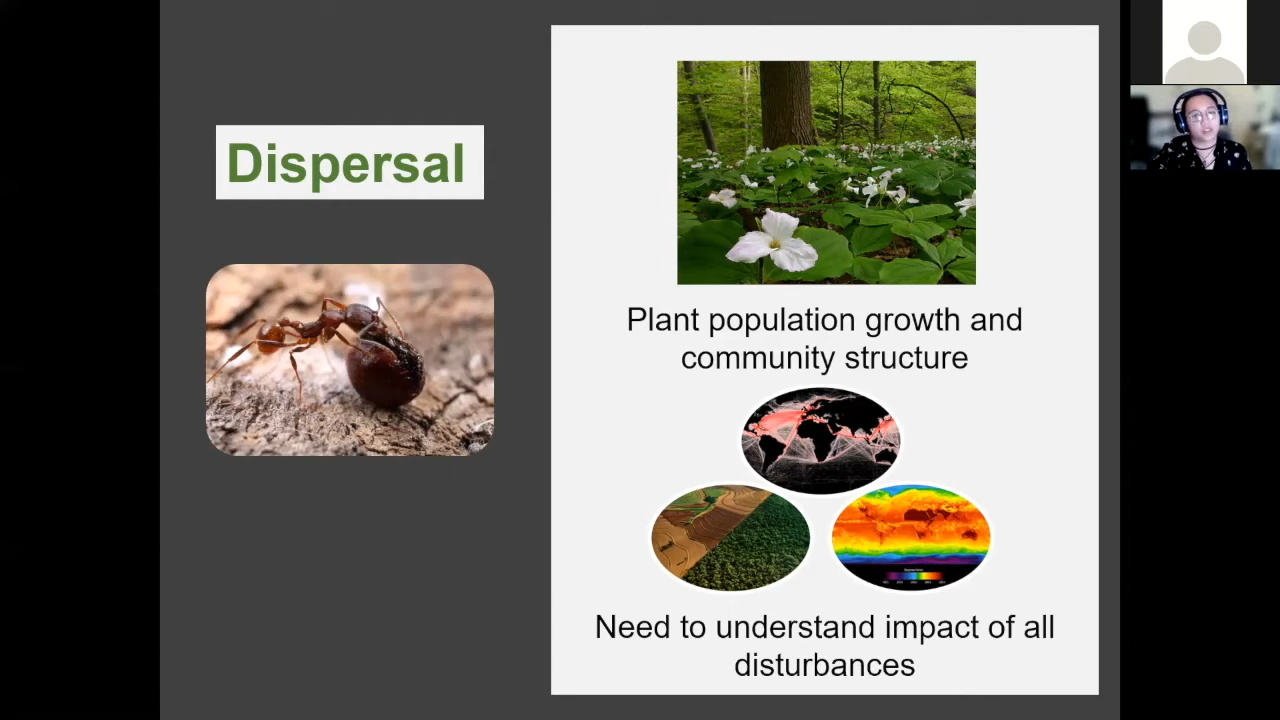 Dispersal
Plant population growth and
community structure
Need to understand impact of all
disturbances